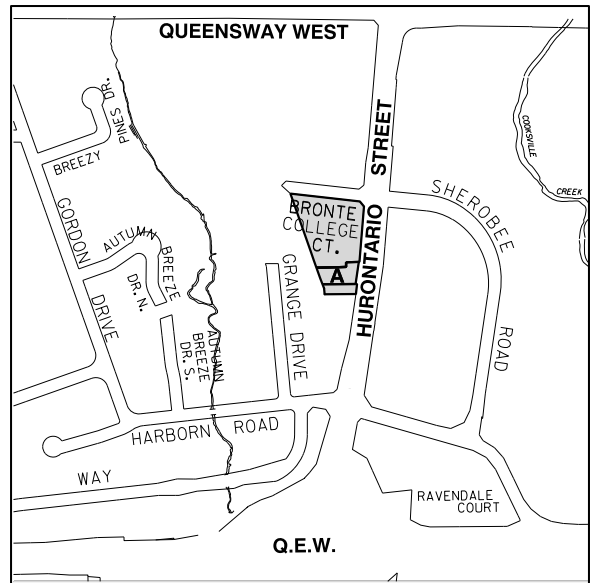 QUEENSWAY WEST
BREEZY
PINES DR.
GORDON
DRIVE
AUTUMN
BREEZE
DR. N.
AUTUMN
BREEZE
DR. S.
GRANGE DRIVE
BRONTE
COLLEGE
CT.
A
HURONTARIO STREET
SHEROBEE
ROAD
COOKSVILLE
CREEK
HARBORN ROAD
WAY
RAVENDALE
COURT
Q.E.W.